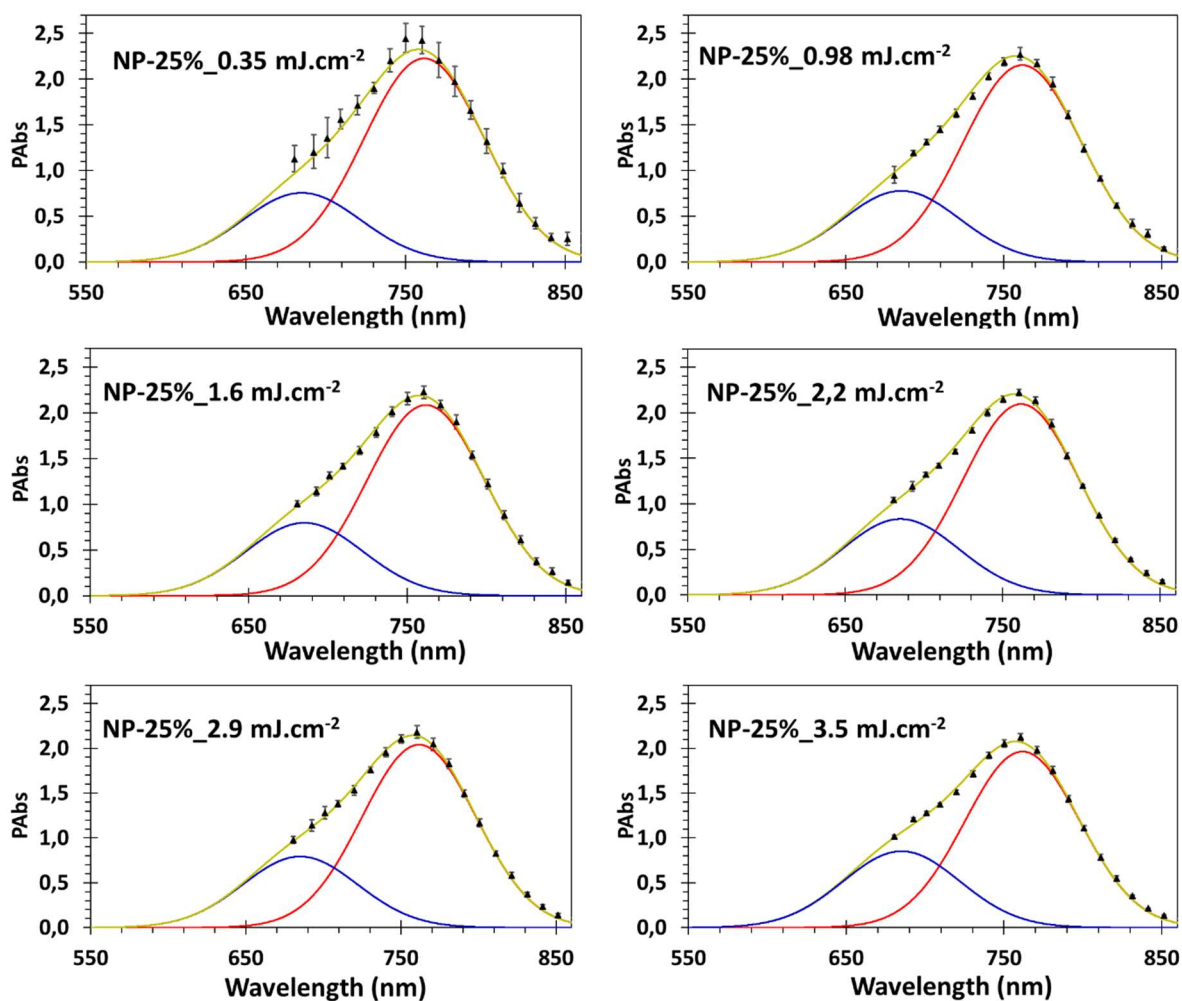 NP-25%_0.35 mJ.cm-2
PAbs
2,5
2,0
1,5
1,0
0,5
0,0
550 650 750 850
Wavelength (nm)
NP-25%_0.98 mJ.cm-2
PAbs
2,5
2,0
1,5
1,0
0,5
0,0
550 650 750 850
Wavelength (nm)
NP-25%_1.6 mJ.cm-2
PAbs
2,5
2,0
1,5
1,0
0,5
0,0
550 650 750 850
Wavelength (nm)
NP-25%_2,2 mJ.cm-2
PAbs
2,5
2,0
1,5
1,0
0,5
0,0
550 650 750 850
Wavelength (nm)
NP-25%_2.9 mJ.cm-2
PAbs
2,5
2,0
1,5
1,0
0,5
0,0
550 650 750 850
Wavelength (nm)
NP-25%_3.5 mJ.cm-2
PAbs
2,5
2,0
1,5
1,0
0,5
0,0
550 650 750 850
Wavelength (nm)